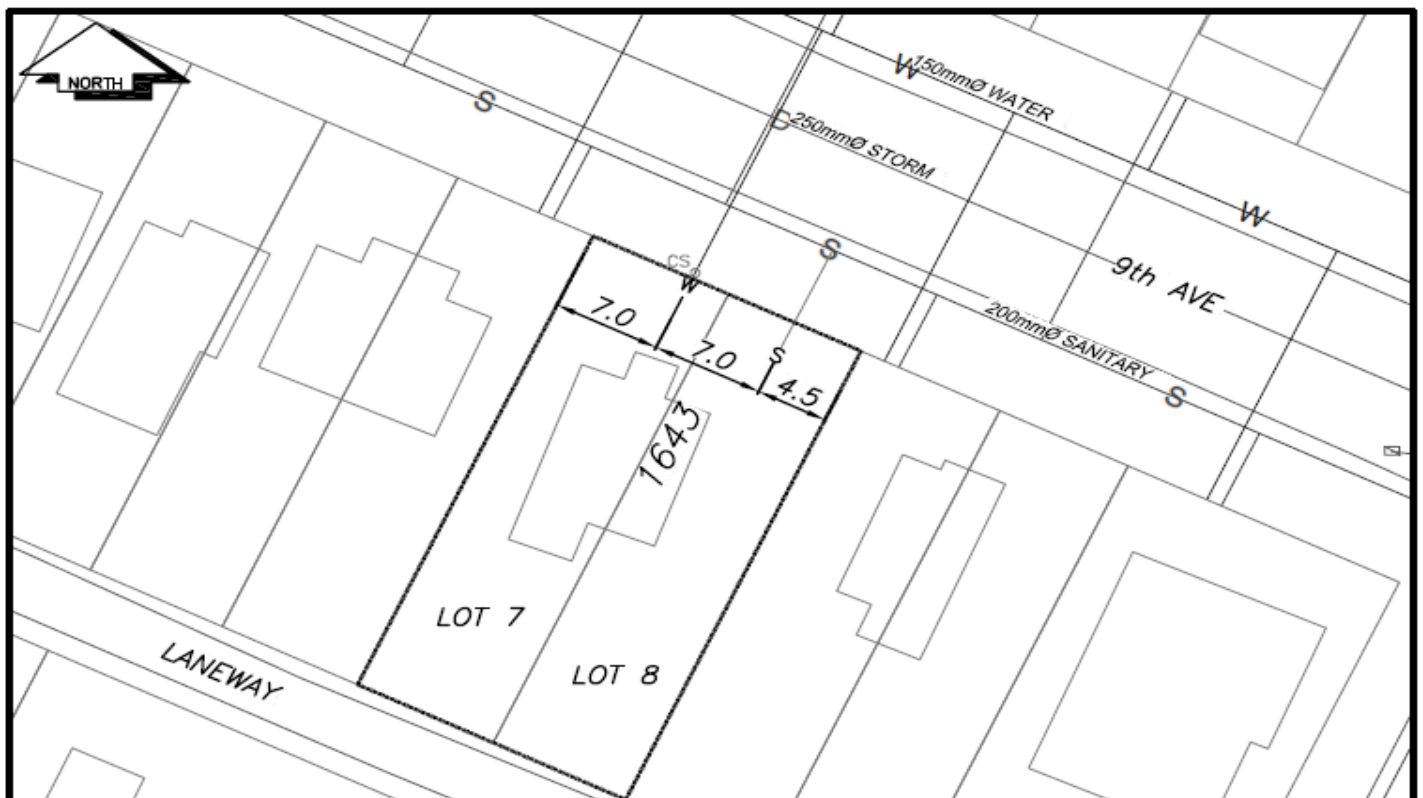 NORTH
W
150mmØ WATER
S
250mmØ STORM
W
S
CS
W
9th AVE
200mmØ SANITARY
7.0
7.0
S
4.5
S
1643
LOT 7
LOT 8
LANEWAY